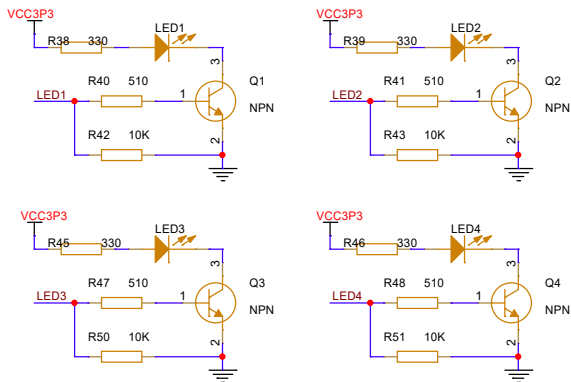 VCC3P3
R38 330
LED1
3
Q1
R40 510
LED1
1
NPN
R42 10K
2
VCC3P3
R39 330
LED2
3
Q2
R41 510
LED2
1
NPN
R43 10K
2
VCC3P3
R45 330
LED3
3
Q3
R47 510
LED3
1
NPN
R50 10K
2
VCC3P3
R46 330
LED4
3
Q4
R48 510
LED4
1
NPN
R51 10K
2